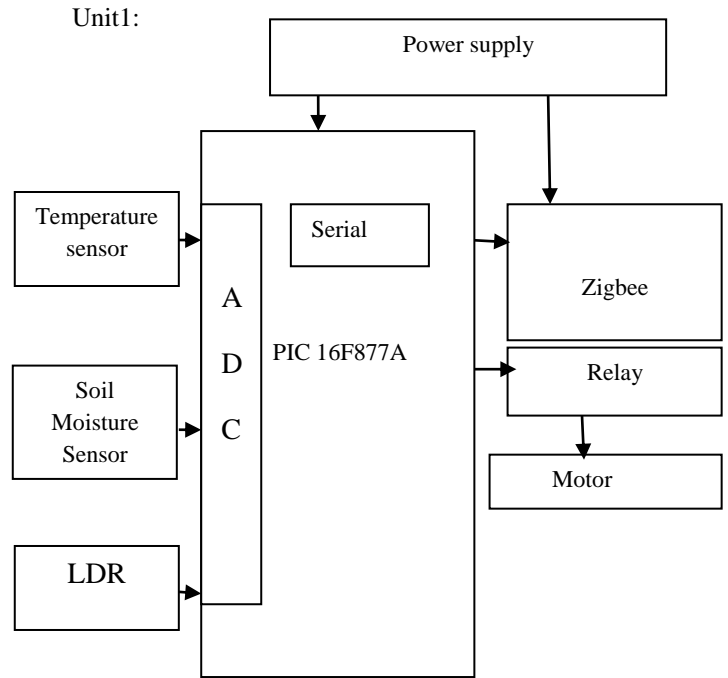 Unit1:
Power supply
Temperature
sensor
Serial
Zigbee
A
D
C
PIC 16F877A
Relay
Soil
Moisture
Sensor
Motor
LDR